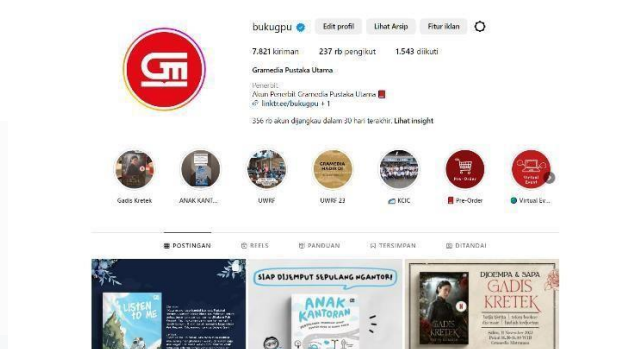 bukugpu
Edit profil
Lihat Arsip
Fitur iklan
7.821 kiriman
237 rb pengikut
1.543 diikuti
Gramedia Pustaka Utama
Penerbit
Akun Penerbit Gramedia Pustaka Utama
linktr.ee/bukugpu + 1
356 rb akun dijangkau dalam 30 hari terakhir. Lihat insight
Gadis Kretek
ANAK KANT...
UWRF
UWRF 23
KCIC
Pre-Order
Virtual Ex...
POSTINGAN
REELS
PANDUAN
TERSIMPAN
DITANDAI
LISTEN
TO ME
SIAP DIJEMPUT SEPULANG NGANTOR!
ANAK
KANTORAN
DJOEMPA & SAPA
GADIS
KRETEK